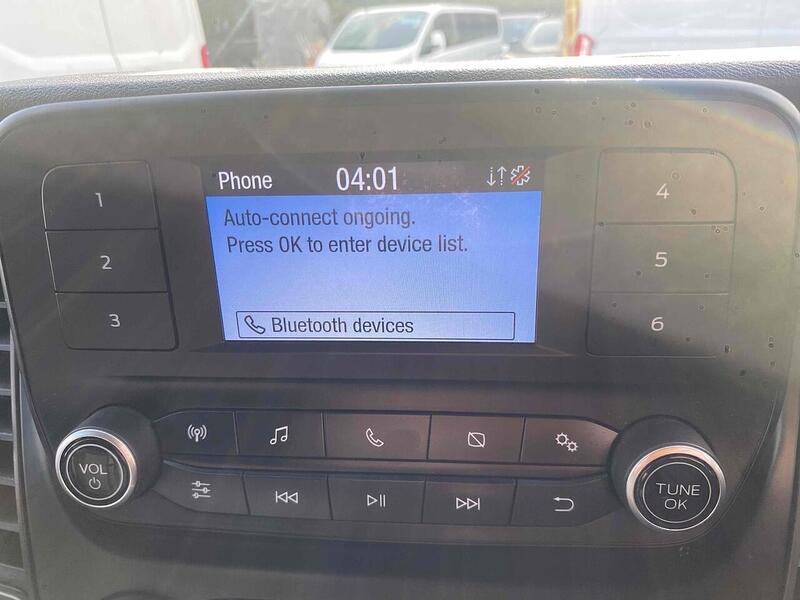 Phone 04:01
Auto-connect ongoing.
Press OK to enter device list.
Bluetooth devices
1
2
3
4
5
6
VOL
TUNE
OK